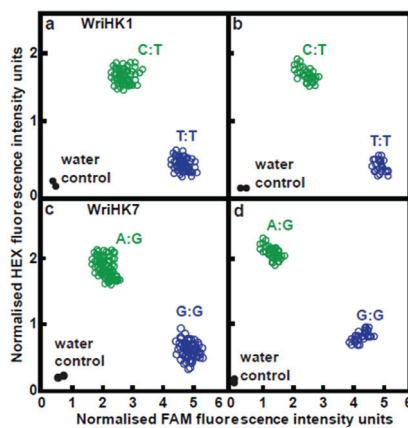 a WriHK1
b
C:T
C:T
T:T
T:T
water
control
water
control
2
1
0
c WriHK7
d
A:G
A:G
G:G
G:G
water
control
water
control
2
1
0
0 1 2 3 4 5 6
0 1 2 3 4 5 6
Normalised HEX fluorescence intensity units
Normalised FAM fluorescence intensity units